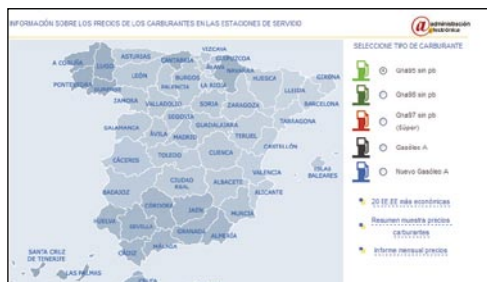 INFORMACIÓN SOBRE LOS PRECIOS DE LOS CARBURANTES EN LAS ESTACIONES DE SERVICIO
administración
electrónica
SELECCIONE TIPO DE CARBURANTE
A CORUÑA
LUGO
ASTURIAS
CANTABRIA
VIZCAYA
GUIPUZCOA
ALAVA
NAVARRA
PONTEVEDRA
LEÓN
BURGOS
PALENCIA
LA RIOJA
HUESCA
GIRONA
LLEIDA
BARCELONA
ZAMORA
VALLADOLID
SORIA
ZARAGOZA
TARRAGONA
SEGOVIA
GUADALAJARA
SALAMANCA
ÁVILA
MADRID
TERUEL
CASTELLÓN
CÁCERES
TOLEDO
CUENCA
VALENCIA
ISLAS
BALEARES
CIUDAD
REAL
ALBACETE
BADAJOZ
ALICANTE
CÓRDOBA
JAÉN
MURCIA
HUELVA
SEVILLA
GRANADA
ALMERÍA
CÁDIZ
MÁLAGA
SANTA CRUZ
DE TENERIFE
LAS PALMAS
CEUTA
Gna95 sin pb
Gna98 sin pb
Gna97 sin pb
(Súper)
Gasóleo A
Nuevo Gasóleo A
20 EE.EE más económicas
Resumen muestra precios
carburantes
Informe mensual precios